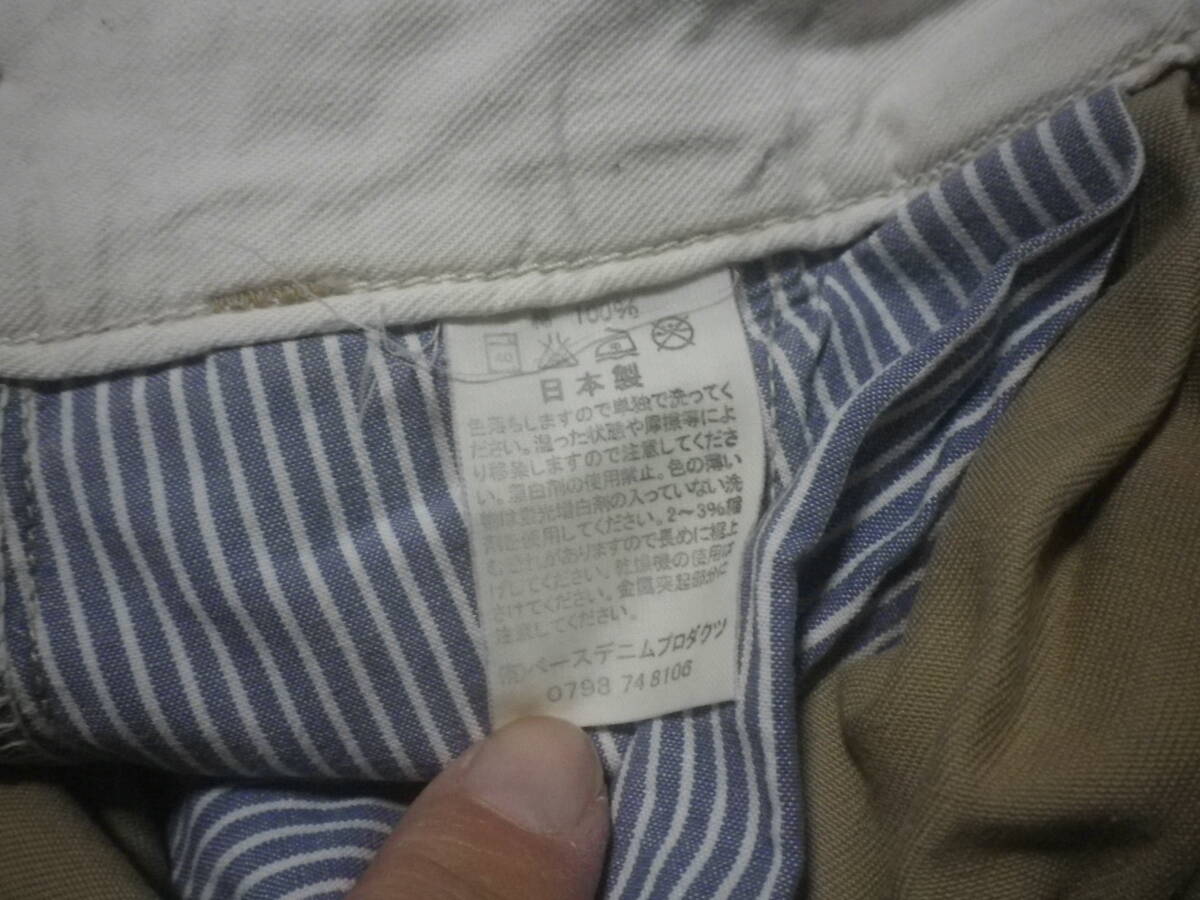 綿 100%
40
日本製
色落ちしますので単独で洗ってく
ださい。湿った状態や摩擦等によ
り移染しますので注意してくださ
い。漂白剤の使用禁止。色の薄い
物は蛍光増白剤の入っていない洗
剤を使用してください。2～3%縮
むおそれがありますので長めに裾上
げしてください。乾燥機の使用は
さけてください。金属突起部分に
注意してください。
㈲ベースデニムプロダクツ
0798 74 8106